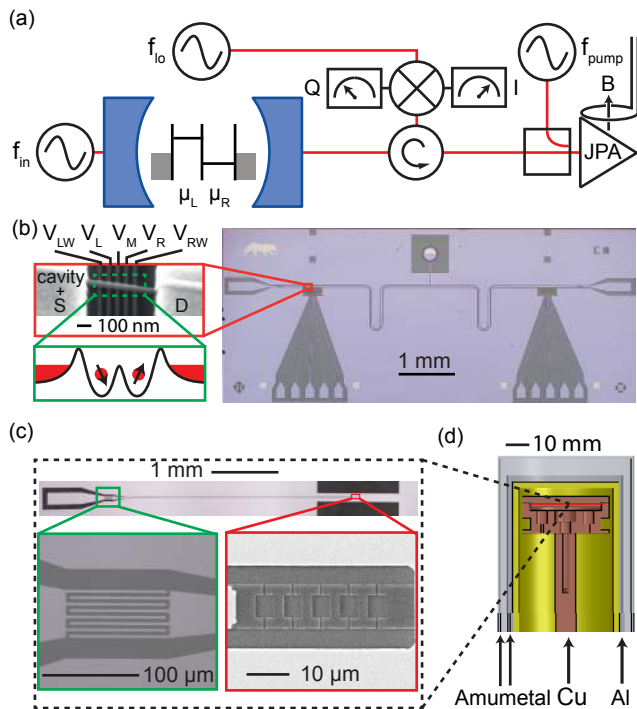 (a)
f_lo
f_pump
Q
I
B
f_in
μ_L μ_R
JPA
(b)
V_LW V_L V_M V_R V_RW
cavity
+
S
D
100 nm
1 mm
(c)
(d)
1 mm
10 mm
100 μm
10 μm
Amumetal Cu Al